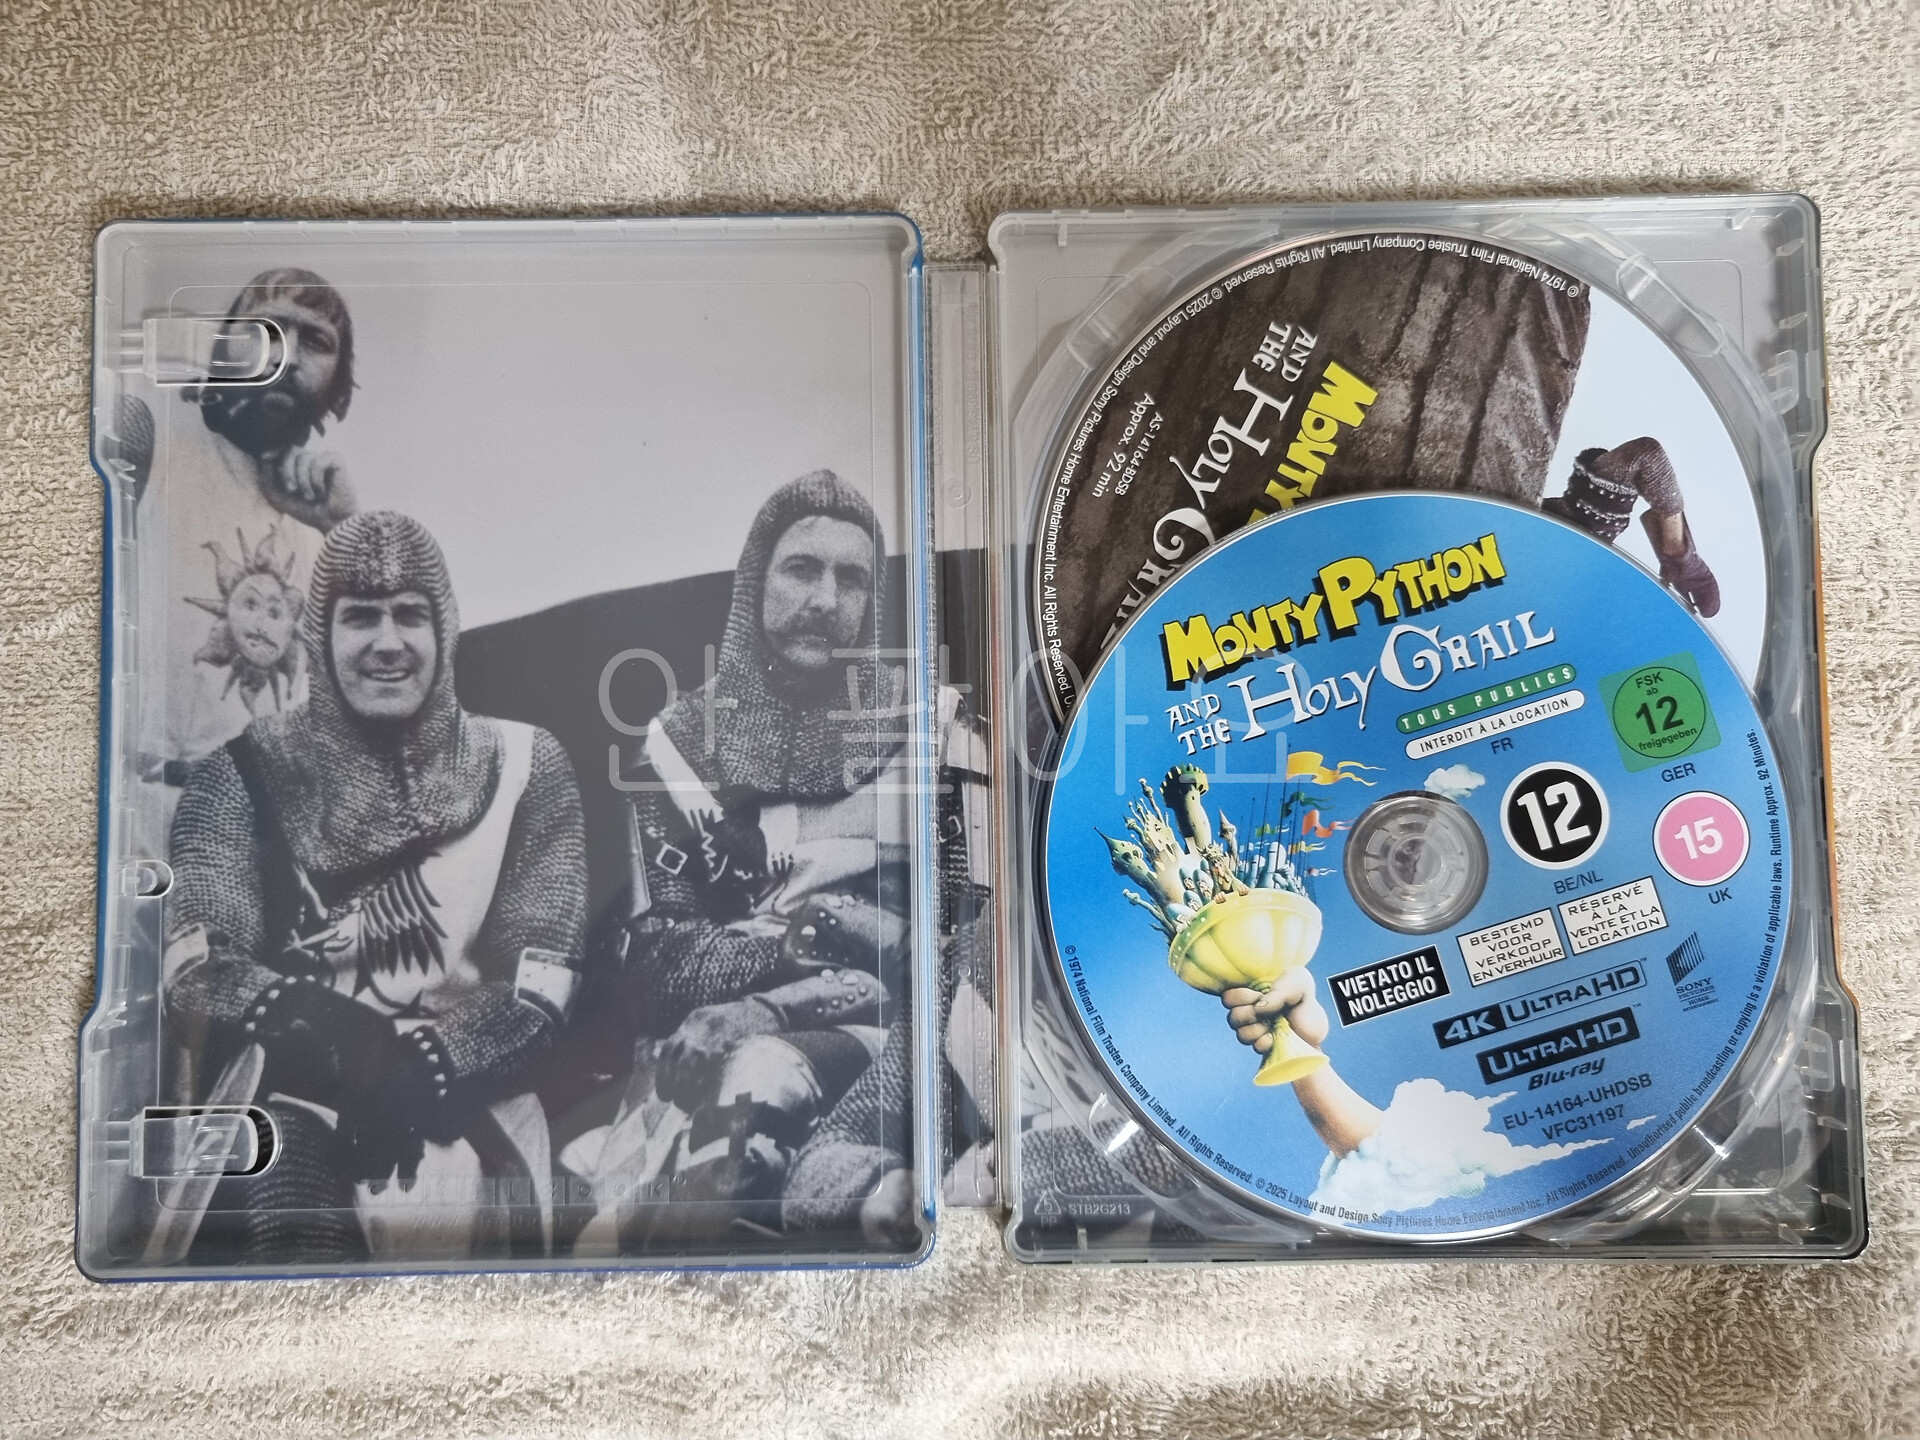 ©1974 National Film Trustee Company Limited. All Rights Reserved. © 2025 Layout and Design Sony Pictures Home Entertainment Inc. All Rights Reserved.
MONTY
AND THE HOLY GRAIL
AS-14164-BDSB
Approx. 92 min
MONTY PYTHON
AND THE HOLY GRAIL
TOUS PUBLICS
INTERDIT À LA LOCATION
FR
FSK
ab
12
freigegeben
GER
12
BE/NL
15
UK
VIETATO IL
NOLEGGIO
BESTEMD
VOOR
VERKOOP
EN VERHUUR
RÉSERVÉ
À LA
VENTE ET LA
LOCATION
4K ULTRA HD™
ULTRA HD™
Blu-ray
SONY
PICTURES
HOME
ENTERTAINMENT
EU-14164-UHDSB
VFC31197
© 1974 National Film Trustee Company Limited. All Rights Reserved. © 2025 Layout and Design Sony Pictures Home Entertainment Inc. All Rights Reserved. Unauthorised public broadcasting or copying is a violation of applicable laws. Runtime Approx. 92 Minutes.
안 팔아요
PP
STB2G213